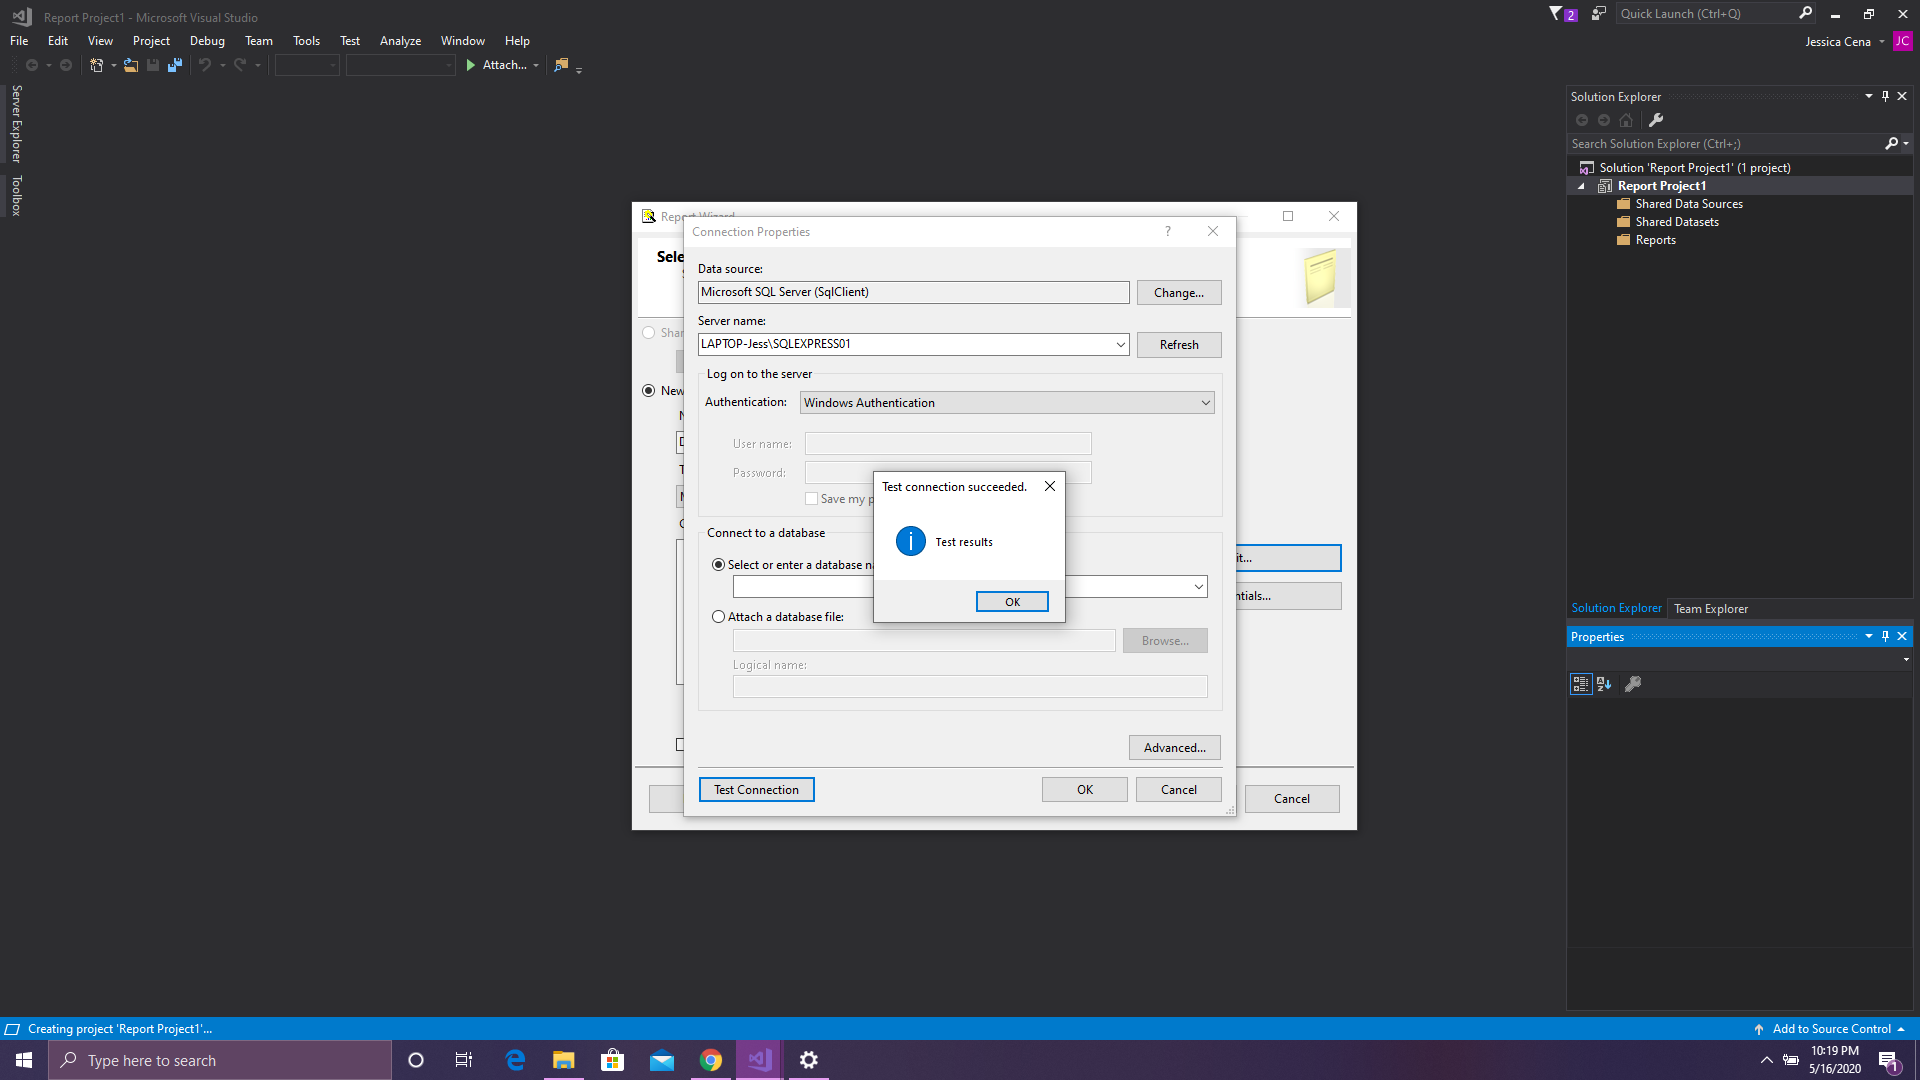 Report Project1 - Microsoft Visual Studio
2
Quick Launch (Ctrl+Q)
File Edit View Project Debug Team Tools Test Analyze Window Help
Jessica Cena
JC
Attach...
Server Explorer
Toolbox
Solution Explorer
Search Solution Explorer (Ctrl+;)
Solution 'Report Project1' (1 project)
Report Project1
Shared Data Sources
Shared Datasets
Reports
Solution Explorer
Team Explorer
Properties
Report Wizard
Sele
Shar
New
it...
ntials...
Cancel
Connection Properties
?
Data source:
Microsoft SQL Server (SqlClient)
Change...
Server name:
LAPTOP-Jess\SQLEXPRESS01
Refresh
Log on to the server
Authentication:
Windows Authentication
User name:
Password:
Save my p
Connect to a database
Select or enter a database na
Attach a database file:
Browse...
Logical name:
Advanced...
Test Connection
OK
Cancel
Test connection succeeded.
Test results
OK
Creating project 'Report Project1'...
Add to Source Control
Type here to search
10:19 PM
5/16/2020
1